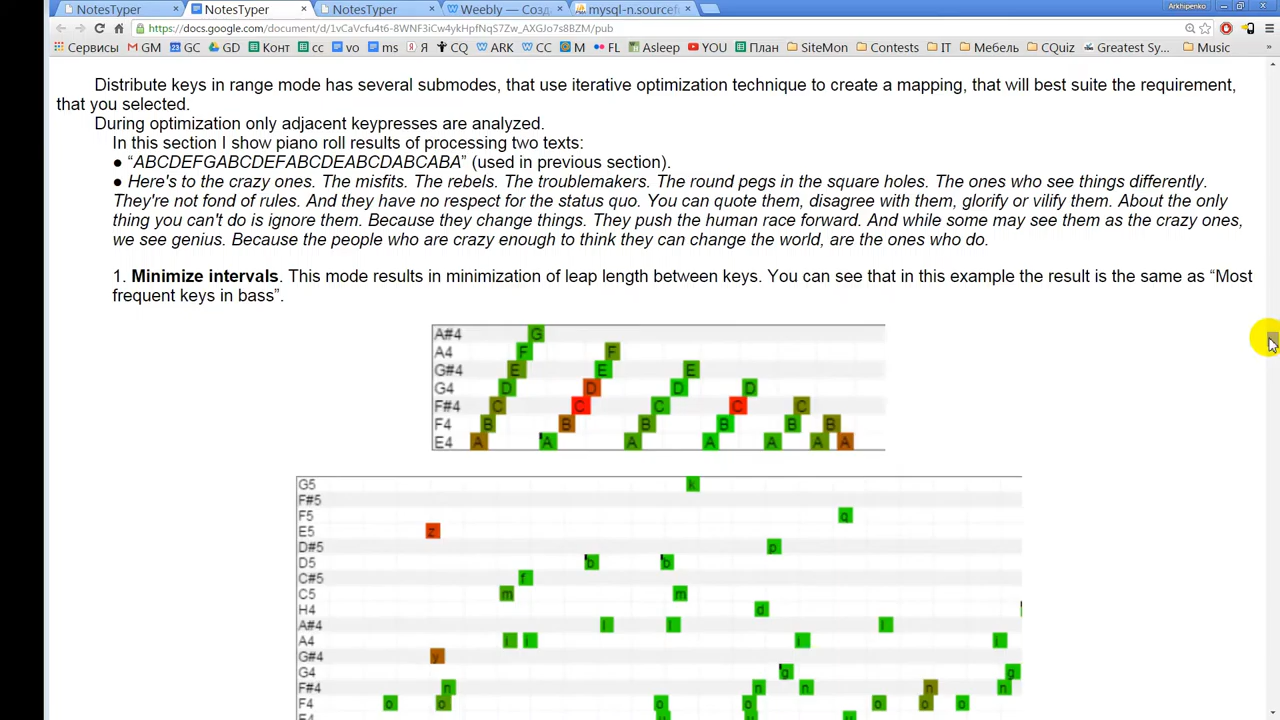 NotesTyper
NotesTyper
NotesTyper
Weebly — Созд
mysql-n.sourcef
Arkhipenko
https://docs.google.com/document/d/1vCaVcfu4t6-8WNF3iCw4ykHpfNqS7Zw_AXGJo7s8BZM/pub
Сервисы
GM
GC
GD
Конт
cc
vo
ms
Я
CQ
ARK
CC
M
FL
Asleep
YOU
План
SiteMon
Contests
IT
Мебель
CQuiz
Greatest Sy...
Music
Distribute keys in range mode has several submodes, that use iterative optimization technique to create a mapping, that will best suite the requirement,
that you selected.
During optimization only adjacent keypresses are analyzed.
In this section I show piano roll results of processing two texts:
● “ABCDEFGABCDEFABCDEABCDABCABA” (used in previous section).
● Here's to the crazy ones. The misfits. The rebels. The troublemakers. The round pegs in the square holes. The ones who see things differently.
They're not fond of rules. And they have no respect for the status quo. You can quote them, disagree with them, glorify or vilify them. About the only
thing you can't do is ignore them. Because they change things. They push the human race forward. And while some may see them as the crazy ones,
we see genius. Because the people who are crazy enough to think they can change the world, are the ones who do.
1. Minimize intervals. This mode results in minimization of leap length between keys. You can see that in this example the result is the same as “Most
frequent keys in bass”.
A#4 G
A4 F F
G#4 E E E
G4 D D D D
F#4 C C C C C
F4 B B B B B B
E4 A A A A A A A
G5 k
F#5
F5 q
E5 z
D#5 p
D5 b b
C#5 f
C5 m m
H4 d
A#4 l l l
A4 i i i i
G#4 y
G4 g g
F#4 n n n n n
F4 o o o o o o o